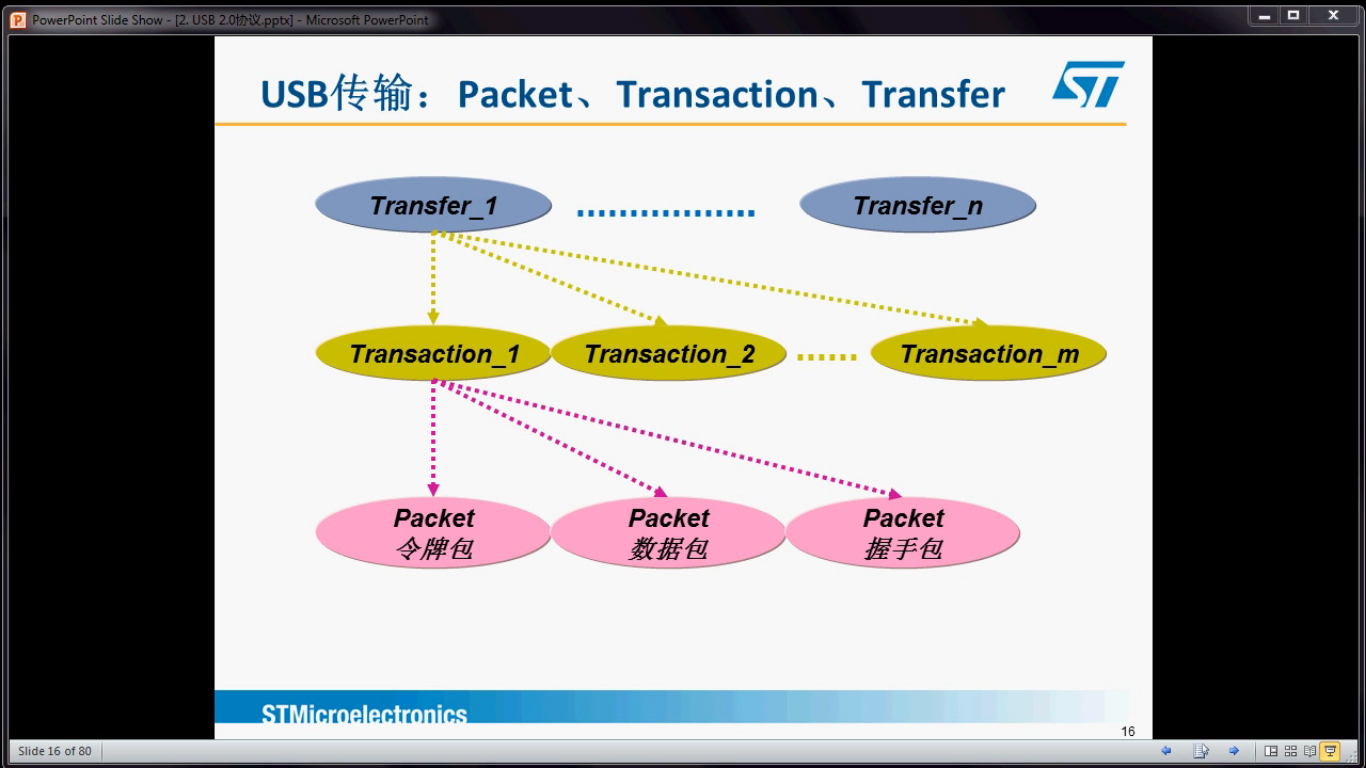 PowerPoint Slide Show - [2. USB 2.0协议.pptx] - Microsoft PowerPoint
USB传输：Packet、Transaction、Transfer
ST
Transfer_1
Transfer_n
Transaction_1
Transaction_2
Transaction_m
Packet
令牌包
Packet
数据包
Packet
握手包
STMicroelectronics
16
Slide 16 of 80